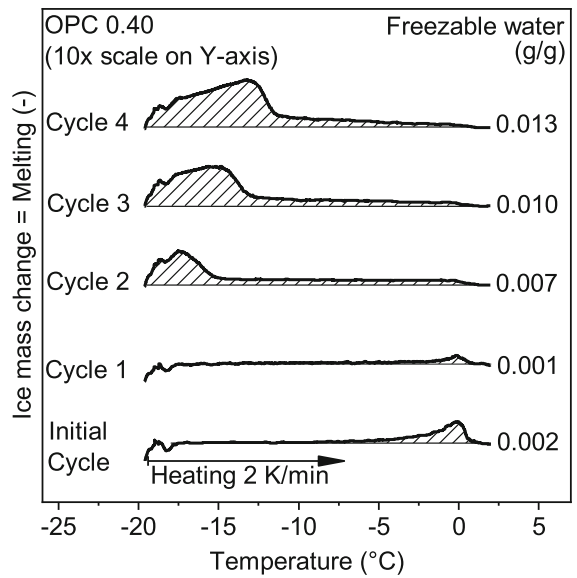 OPC 0.40
(10x scale on Y-axis)
Freezable water
(g/g)
Cycle 4
0.013
Cycle 3
0.010
Cycle 2
0.007
Cycle 1
0.001
Initial
Cycle
0.002
Heating 2 K/min
Ice mass change = Melting (-)
-25 -20 -15 -10 -5 0 5
Temperature (°C)